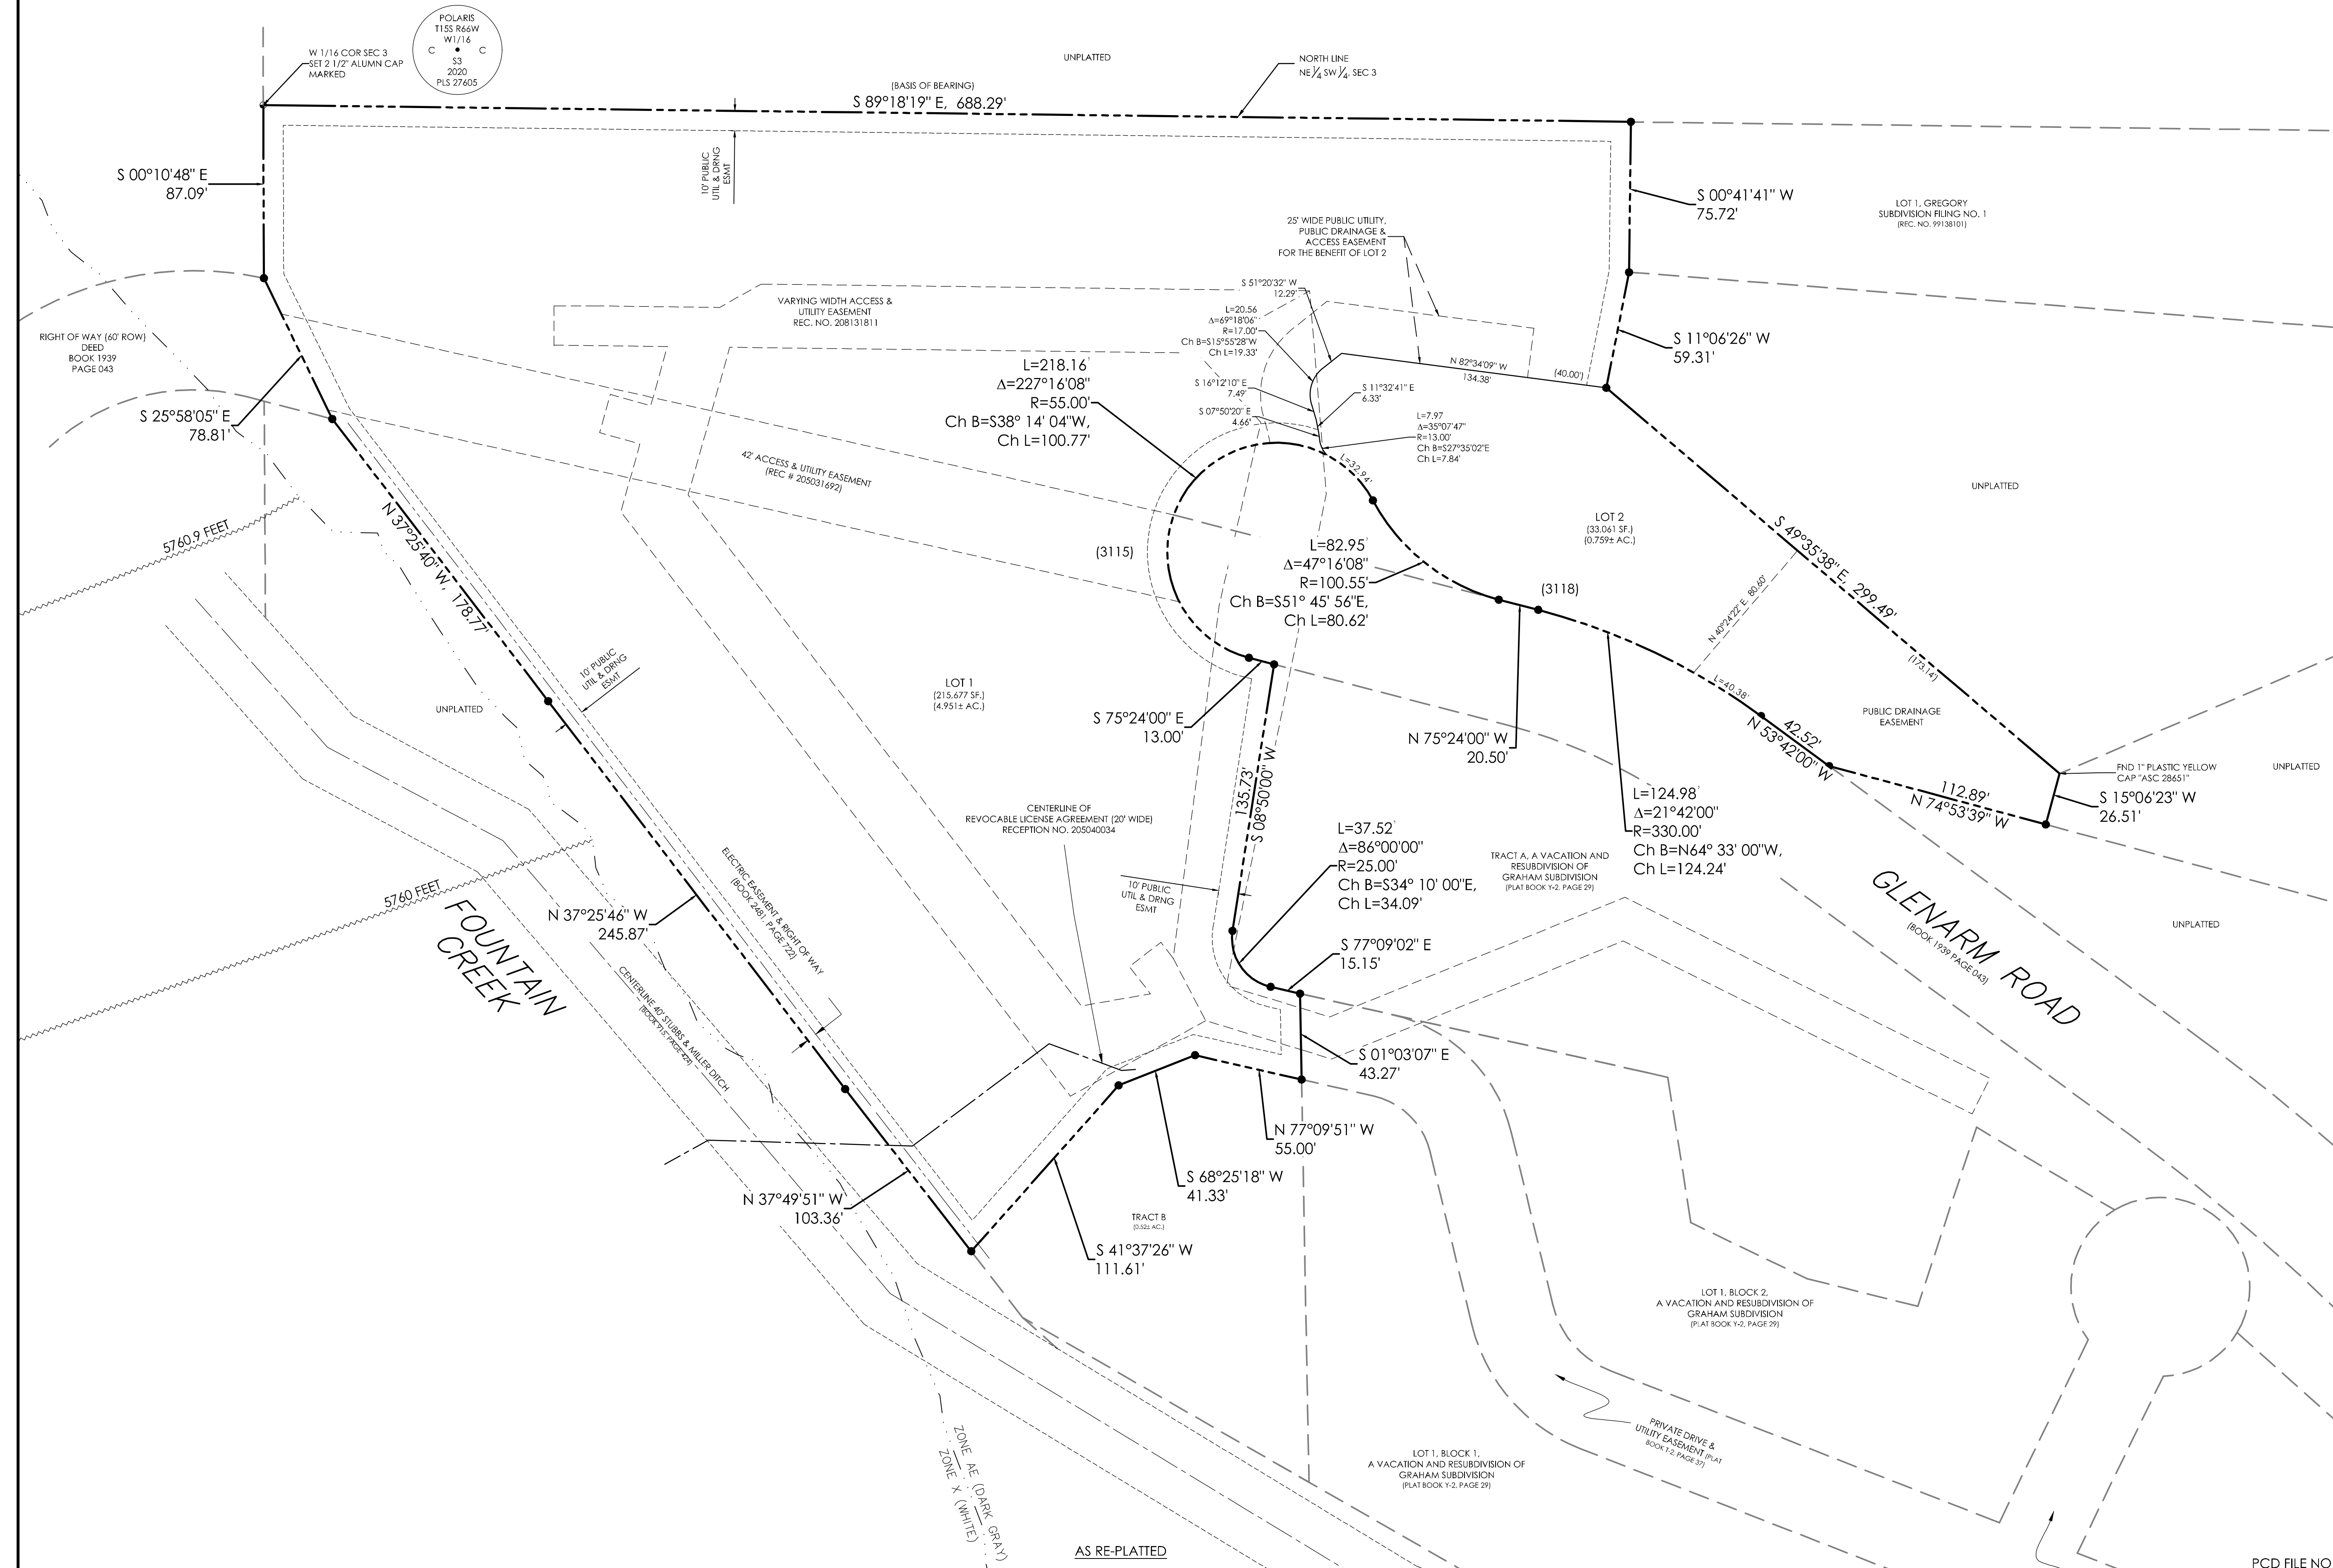 POLARIS
T15S R66W
W1/16
C C
S3
2020
PLS 27605
W 1/16 COR SEC 3
SET 2 1/2" ALUMN CAP
MARKED
UNPLATTED
NORTH LINE
NE 1/4 SW 1/4, SEC 3
(BASIS OF BEARING)
S 89°18'19" E, 688.29'
S 00°10'48" E
87.09'
10' PUBLIC
UTIL & DRNG
ESMT
S 00°41'41" W
75.72'
LOT 1, GREGORY
SUBDIVISION FILING NO. 1
(REC. NO. 99138101)
25' WIDE PUBLIC UTILITY,
PUBLIC DRAINAGE &
ACCESS EASEMENT
FOR THE BENEFIT OF LOT 2
S 51°20'32" W
12.29'
VARYING WIDTH ACCESS &
UTILITY EASEMENT
REC. NO. 208131811
L=20.56
Δ=69°18'06"
R=17.00'
Ch B=S15°55'28"W
Ch L=19.33'
RIGHT OF WAY (60' ROW)
DEED
BOOK 1939
PAGE 043
S 11°06'26" W
59.31'
L=218.16'
Δ=227°16'08"
R=55.00'
Ch B=S38° 14' 04"W,
Ch L=100.77'
N 82°34'09" W
134.38'
(40.00')
S 16°12'10" E
7.49'
S 11°32'41" E
6.33'
S 07°50'20" E
4.66'
L=7.97
Δ=35°07'47"
R=13.00'
Ch B=S27°35'02"E
Ch L=7.84'
S 25°58'05" E
78.81'
42' ACCESS & UTILITY EASEMENT
(REC # 205031692)
L=32.94'
UNPLATTED
5760.9 FEET
N 37°25'40" W, 178.77'
LOT 2
(33,061 SF.)
(0.759± AC.)
S 49°35'38" E, 299.49'
(3115)
L=82.95'
Δ=47°16'08"
R=100.55'
Ch B=S51° 45' 56"E,
Ch L=80.62'
(3118)
N 40°24'22" E, 80.60'
(173.14')
10' PUBLIC
UTIL & DRNG
ESMT
UNPLATTED
LOT 1
(215,677 SF.)
(4.951± AC.)
L=40.38'
S 75°24'00" E
13.00'
N 75°24'00" W
20.50'
PUBLIC DRAINAGE
EASEMENT
42.52'
N 53°42'00" W
FND 1" PLASTIC YELLOW
CAP "ASC 28651"
UNPLATTED
S 15°06'23" W
26.51'
112.89'
N 74°53'39" W
135.73'
S 08°50'00" W
CENTERLINE OF
REVOCABLE LICENSE AGREEMENT (20' WIDE)
RECEPTION NO. 205040034
L=124.98'
Δ=21°42'00"
R=330.00'
Ch B=N64° 33' 00"W,
Ch L=124.24'
L=37.52'
Δ=86°00'00"
R=25.00'
Ch B=S34° 10' 00"E,
Ch L=34.09'
TRACT A, A VACATION AND
RESUBDIVISION OF
GRAHAM SUBDIVISION
(PLAT BOOK Y-2, PAGE 29)
ELECTRIC EASEMENT & RIGHT OF WAY
(BOOK 2481, PAGE 722)
10' PUBLIC
UTIL & DRNG
ESMT
5760 FEET
N 37°25'46" W
245.87'
FOUNTAIN
CREEK
GLENARM ROAD
(BOOK 1939 PAGE 043)
UNPLATTED
S 77°09'02" E
15.15'
CENTERLINE 40' STUBBS & MILLER DITCH
(BOOK 915, PAGE 424)
S 01°03'07" E
43.27'
N 77°09'51" W
55.00'
S 68°25'18" W
41.33'
N 37°49'51" W
103.36'
TRACT B
(0.52± AC.)
S 41°37'26" W
111.61'
LOT 1, BLOCK 2,
A VACATION AND RESUBDIVISION OF
GRAHAM SUBDIVISION
(PLAT BOOK Y-2, PAGE 29)
PRIVATE DRIVE &
UTILITY EASEMENT (PLAT
BOOK T-2, PAGE 37)
LOT 1, BLOCK 1,
A VACATION AND RESUBDIVISION OF
GRAHAM SUBDIVISION
(PLAT BOOK Y-2, PAGE 29)
ZONE AE (DARK GRAY)
ZONE X (WHITE)
AS RE-PLATTED
PCD FILE NO